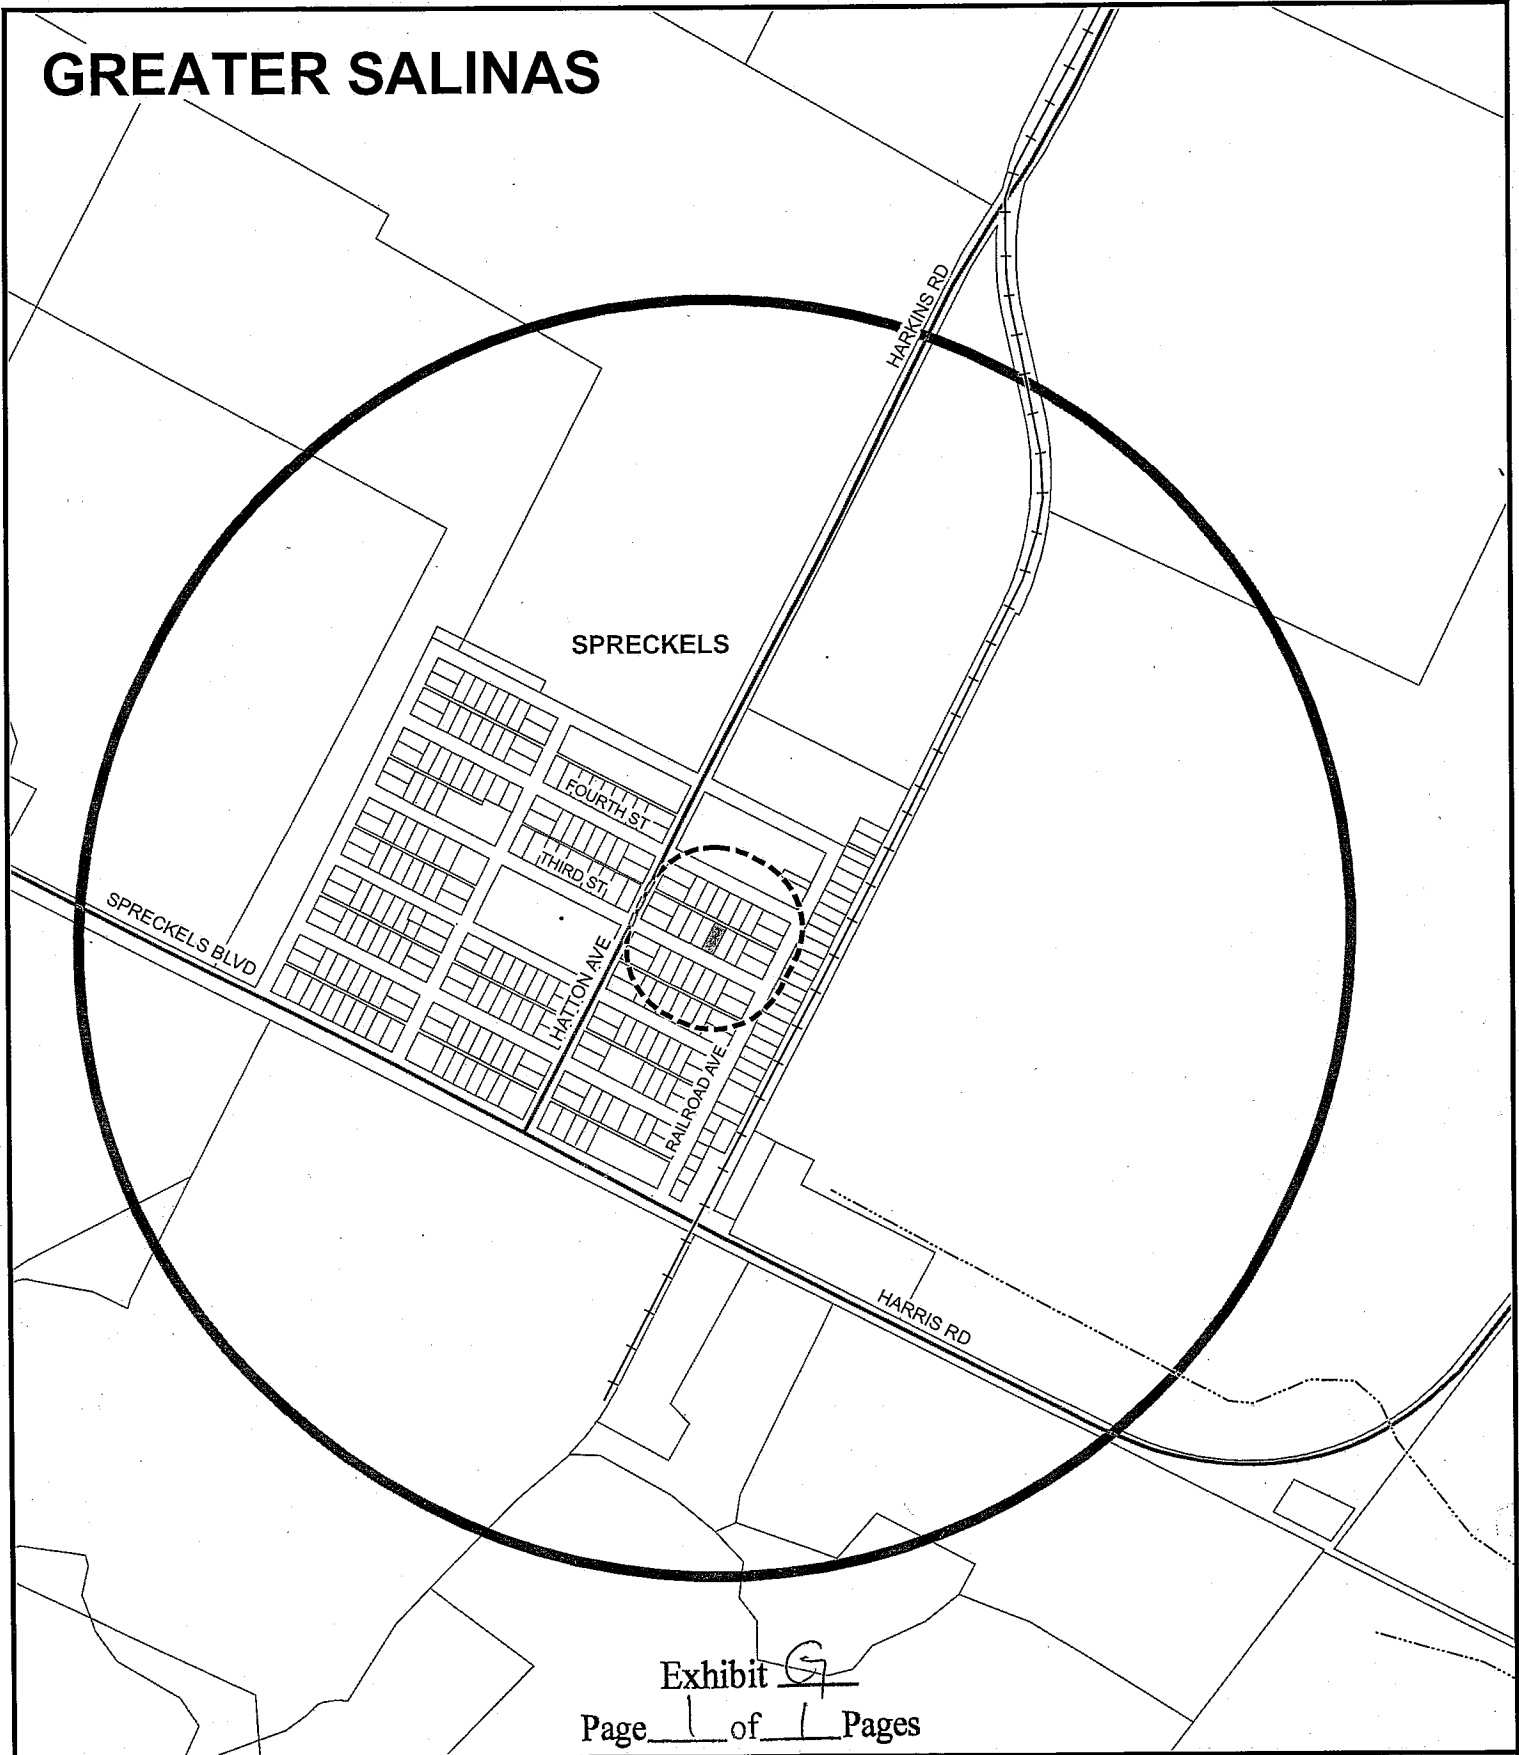 GREATER SALINAS
HARKINS RD
SPRECKELS
FOURTH ST
THIRD ST
SPRECKELS BLVD
HATTON AVE
RAILROAD AVE
HARRIS RD
Exhibit G
Page 1 of 1 Pages